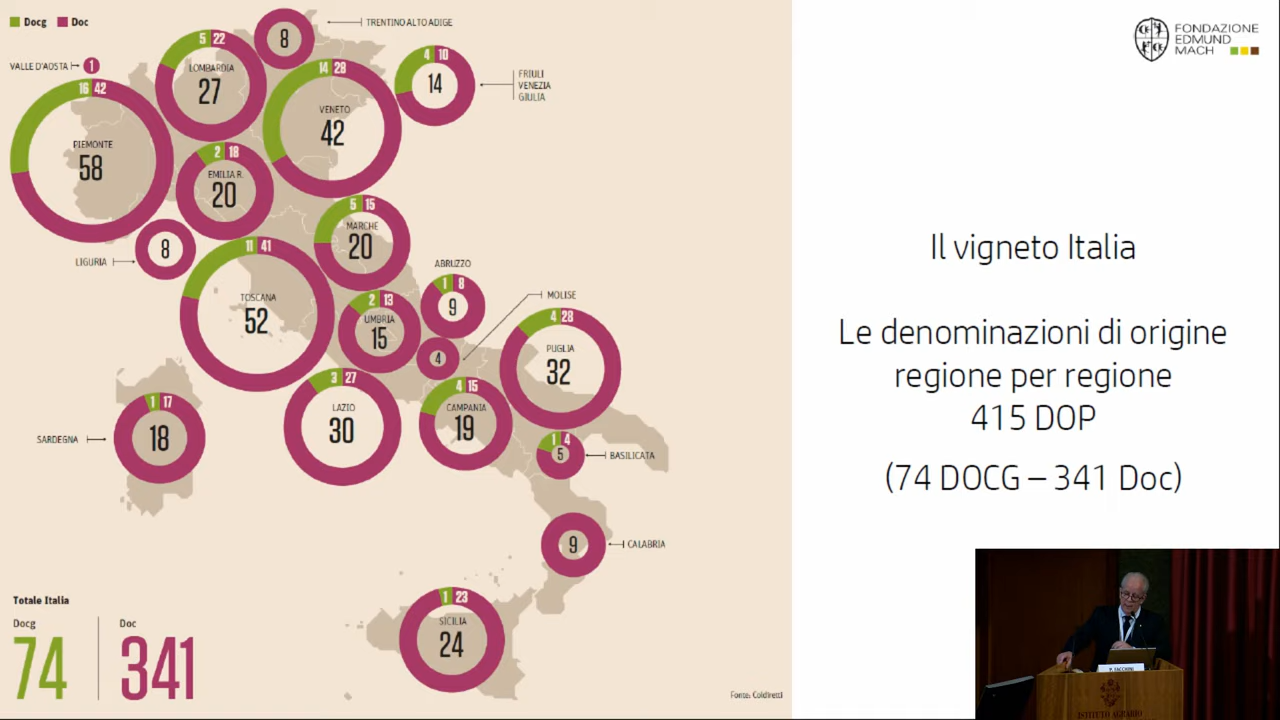 Docg Doc
TRENTINO ALTO ADIGE
8
VALLE D'AOSTA
1
5 22
LOMBARDIA
27
14 28
VENETO
42
4 10
14
FRIULI
VENEZIA
GIULIA
16 42
PIEMONTE
58
2 18
EMILIA R.
20
5 15
MARCHE
20
LIGURIA
8
11 41
TOSCANA
52
2 13
UMBRIA
15
ABRUZZO
1 8
9
MOLISE
4
4 28
PUGLIA
32
3 27
LAZIO
30
4 15
CAMPANIA
19
SARDEGNA
1 17
18
1 4
5
BASILICATA
9
CALABRIA
1 23
SICILIA
24
Totale Italia
Docg Doc
74 341
Fonte: Coldiretti
FONDAZIONE
EDMUND
MACH
Il vigneto Italia
Le denominazioni di origine
regione per regione
415 DOP
(74 DOCG – 341 Doc)
ISTITUTO AGRARIO